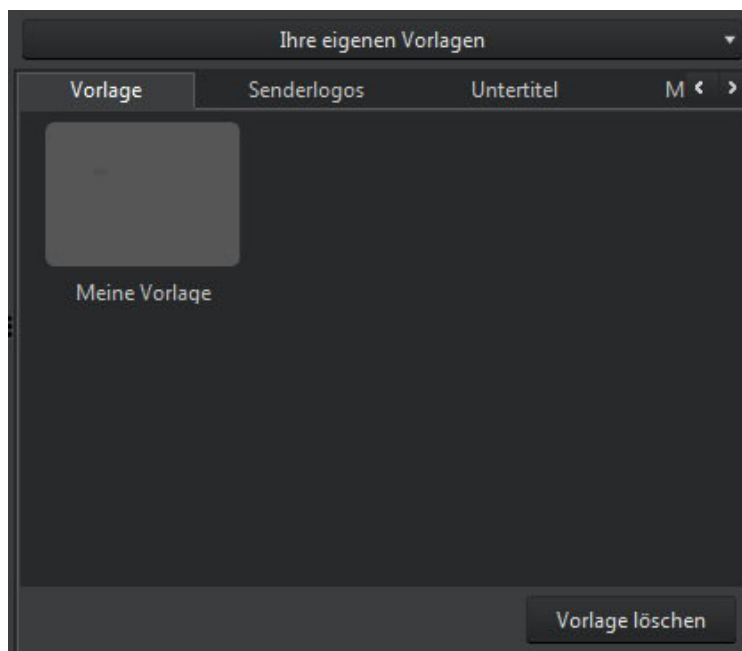 Ihre eigenen Vorlagen
Vorlage Senderlogos Untertitel M
Meine Vorlage
Vorlage löschen